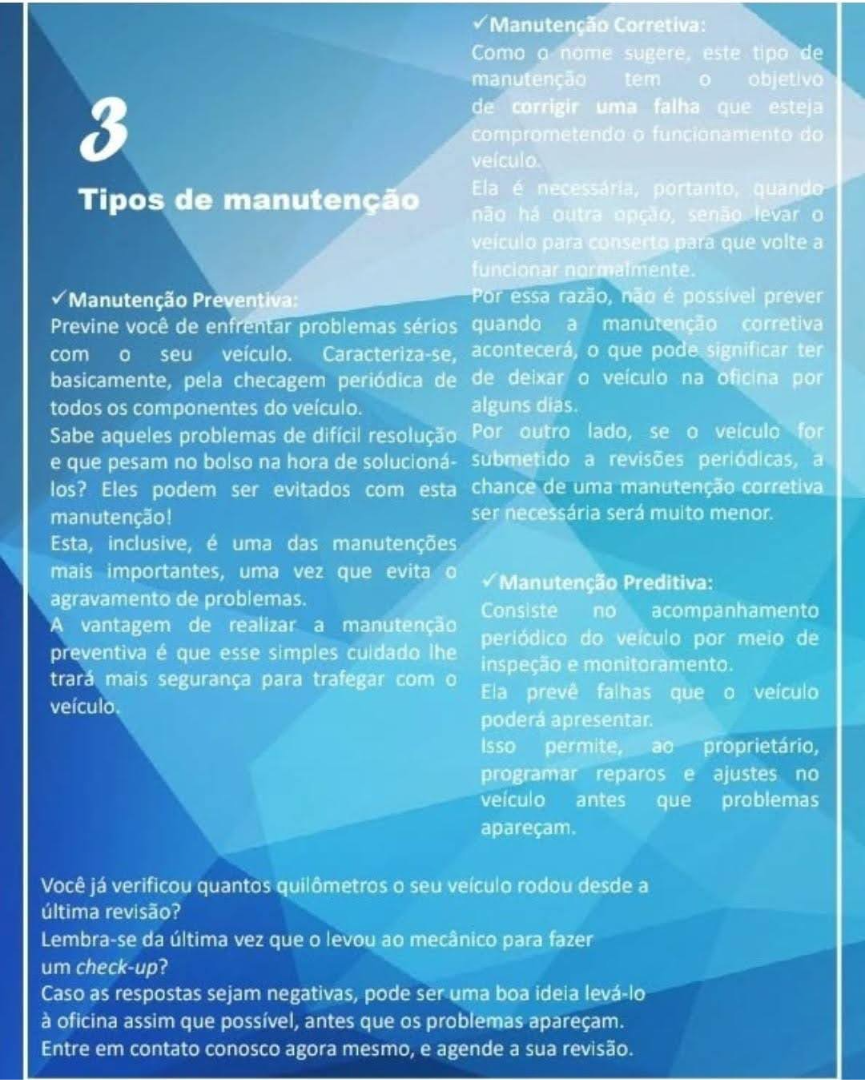 3
Tipos de manutenção
✓Manutenção Preventiva:
Previne você de enfrentar problemas sérios
com o seu veículo. Caracteriza-se,
basicamente, pela checagem periódica de
todos os componentes do veículo.
Sabe aqueles problemas de difícil resolução
e que pesam no bolso na hora de solucioná-
los? Eles podem ser evitados com esta
manutenção!
Esta, inclusive, é uma das manutenções
mais importantes, uma vez que evita o
agravamento de problemas.
A vantagem de realizar a manutenção
preventiva é que esse simples cuidado lhe
trará mais segurança para trafegar com o
veículo.
✓Manutenção Corretiva:
Como o nome sugere, este tipo de
manutenção tem o objetivo
de corrigir uma falha que esteja
comprometendo o funcionamento do
veículo.
Ela é necessária, portanto, quando
não há outra opção, senão levar o
veículo para conserto para que volte a
funcionar normalmente.
Por essa razão, não é possível prever
quando a manutenção corretiva
acontecerá, o que pode significar ter
de deixar o veículo na oficina por
alguns dias.
Por outro lado, se o veículo for
submetido a revisões periódicas, a
chance de uma manutenção corretiva
ser necessária será muito menor.
✓Manutenção Preditiva:
Consiste no acompanhamento
periódico do veículo por meio de
inspeção e monitoramento.
Ela prevê falhas que o veículo
poderá apresentar.
Isso permite, ao proprietário,
programar reparos e ajustes no
veículo antes que problemas
apareçam.
Você já verificou quantos quilômetros o seu veículo rodou desde a
última revisão?
Lembra-se da última vez que o levou ao mecânico para fazer
um check-up?
Caso as respostas sejam negativas, pode ser uma boa ideia levá-lo
à oficina assim que possível, antes que os problemas apareçam.
Entre em contato conosco agora mesmo, e agende a sua revisão.